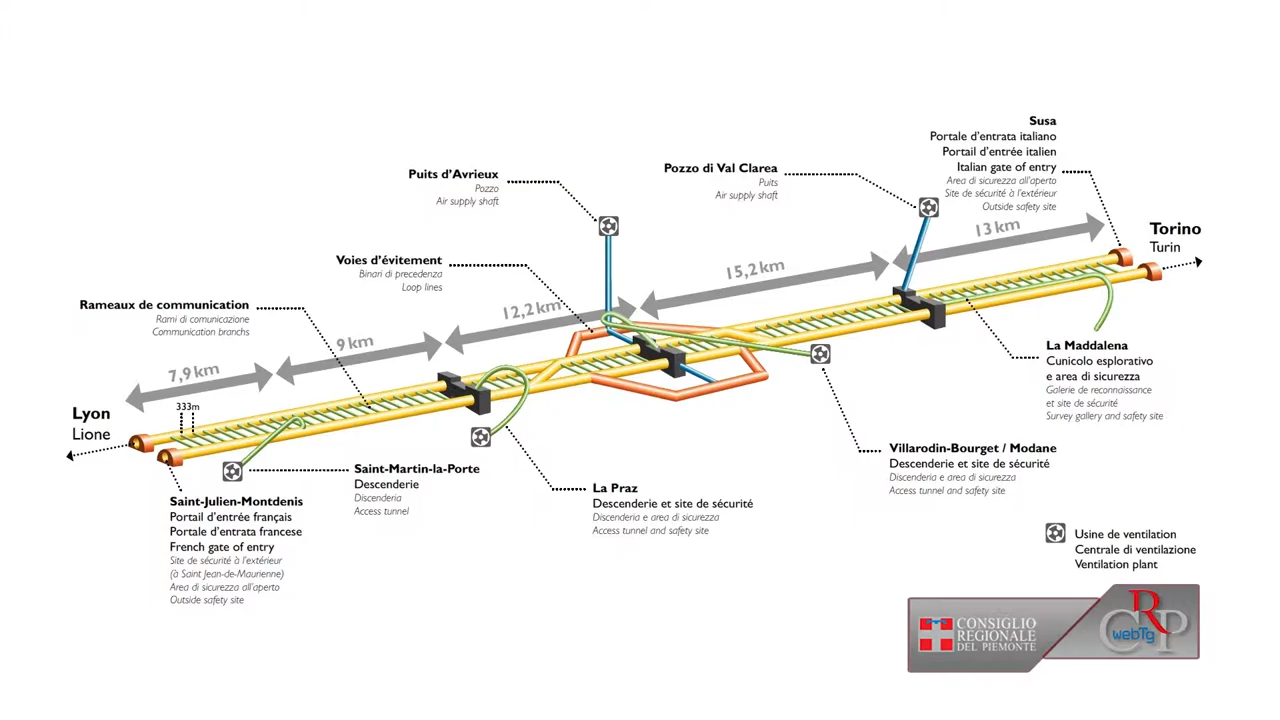 Susa
Portale d'entrata italiano
Portail d'entrée italien
Italian gate of entry
Area di sicurezza all'aperto
Site de sécurité à l'extérieur
Outside safety site
Puits d'Avrieux
Pozzo
Air supply shaft
Pozzo di Val Clarea
Puits
Air supply shaft
13 km
Torino
Turin
Voies d'évitement
Binari di precedenza
Loop lines
15,2 km
Rameaux de communication
Rami di comunicazione
Communication branchs
12,2 km
9 km
7,9 km
333m
Lyon
Lione
La Maddalena
Cunicolo esplorativo
e area di sicurezza
Galerie de reconnaissance
et site de sécurité
Survey gallery and safety site
Saint-Martin-la-Porte
Descenderie
Discenderia
Access tunnel
Villarodin-Bourget / Modane
Descenderie et site de sécurité
Discenderia e area di sicurezza
Access tunnel and safety site
La Praz
Descenderie et site de sécurité
Discenderia e area di sicurezza
Access tunnel and safety site
Saint-Julien-Montdenis
Portail d'entrée français
Portale d'entrata francese
French gate of entry
Site de sécurité à l'extérieur
(à Saint Jean-de-Maurienne)
Area di sicurezza all'aperto
Outside safety site
Usine de ventilation
Centrale di ventilazione
Ventilation plant
CONSIGLIO
REGIONALE
DEL PIEMONTE
CRP
webTg